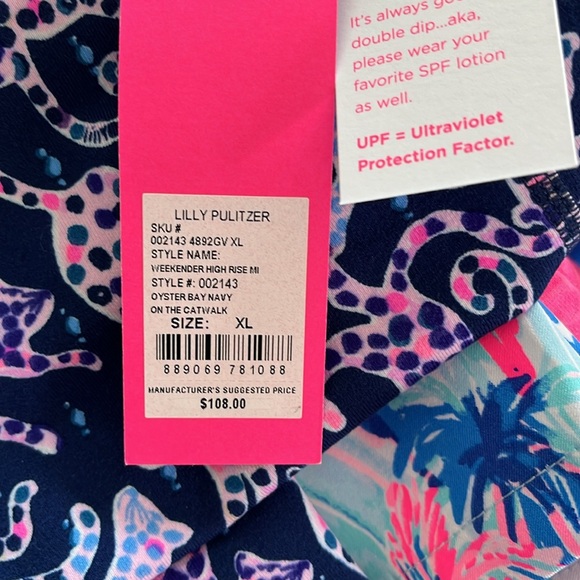 It's always
double dip...aka,
please wear your
favorite SPF lotion
as well.
UPF = Ultraviolet
Protection Factor.
LILLY PULITZER
SKU #
002143 4892GV XL
STYLE NAME:
WEEKENDER HIGH RISE MI
STYLE #: 002143
OYSTER BAY NAVY
ON THE CATWALK
SIZE: XL
889069 781088
MANUFACTURER'S SUGGESTED PRICE
$108.00